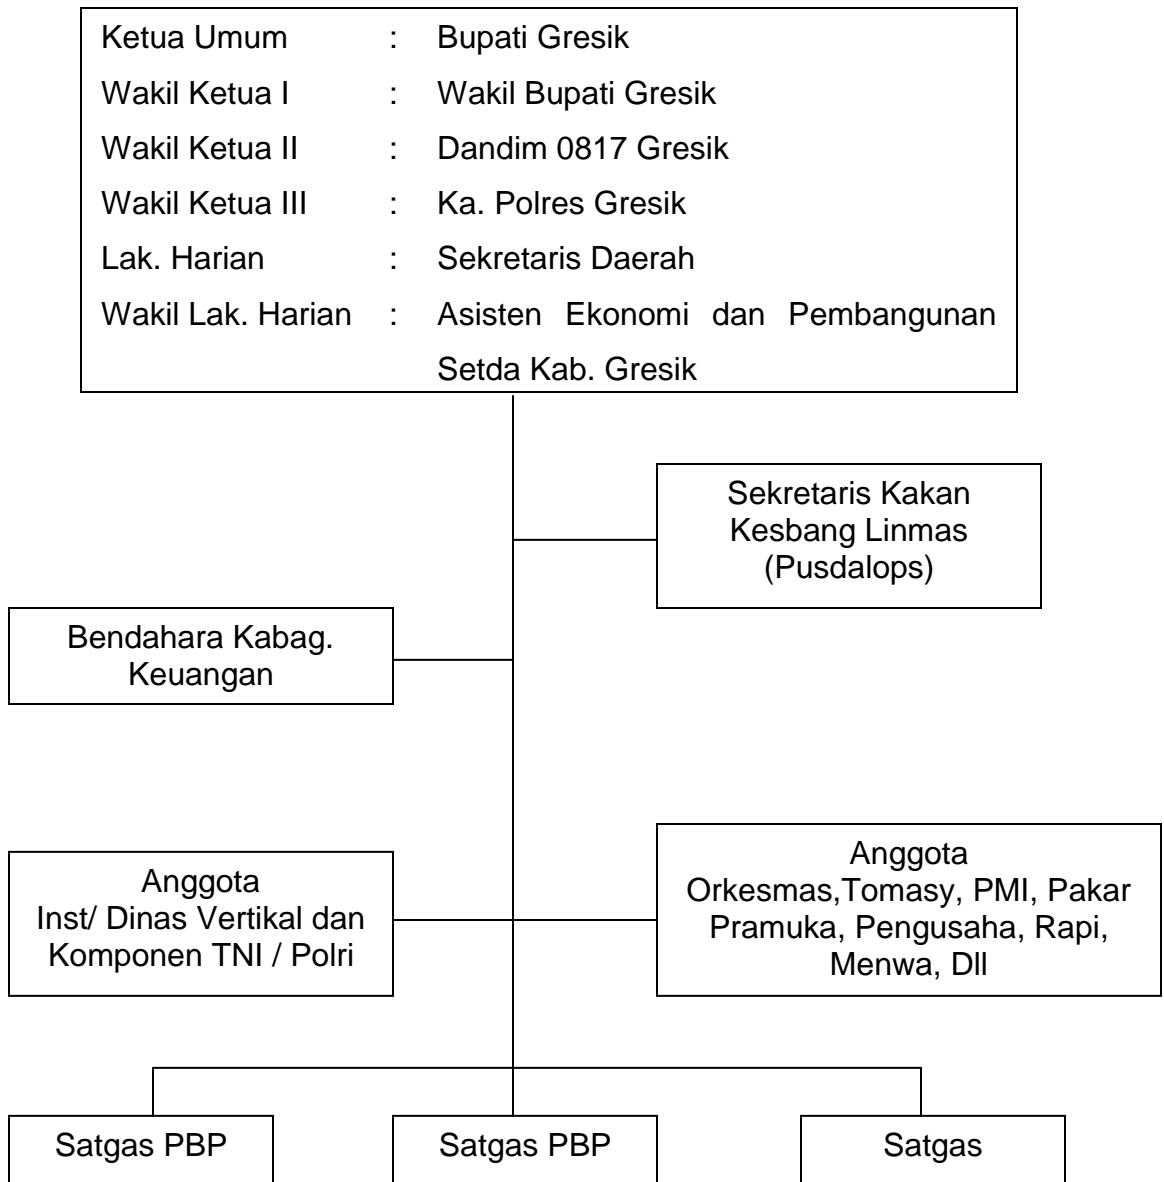 Ketua Umum : Bupati Gresik
Wakil Ketua I : Wakil Bupati Gresik
Wakil Ketua II : Dandim 0817 Gresik
Wakil Ketua III : Ka. Polres Gresik
Lak. Harian : Sekretaris Daerah
Wakil Lak. Harian : Asisten Ekonomi dan Pembangunan
Setda Kab. Gresik
Sekretaris Kakan
Kesbang Linmas
(Pusdalops)
Bendahara Kabag.
Keuangan
Anggota
Inst/ Dinas Vertikal dan
Komponen TNI / Polri
Anggota
Orkesmas,Tomasy, PMI, Pakar
Pramuka, Pengusaha, Rapi,
Menwa, Dll
Satgas PBP
Satgas PBP
Satgas